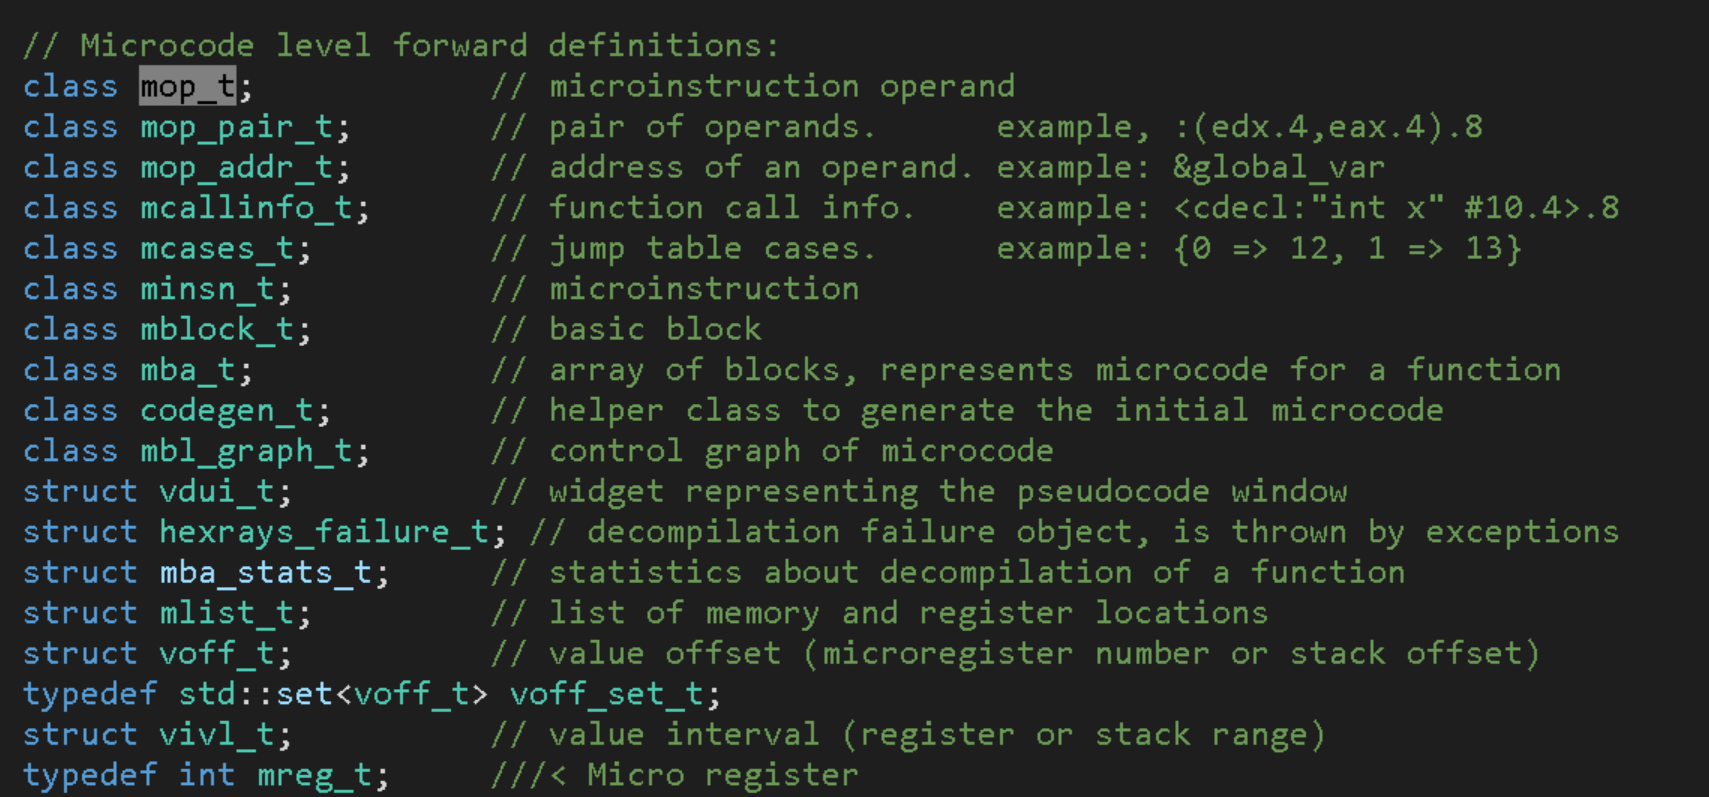 // Microcode level forward definitions:
class mop_t;            // microinstruction operand
class mop_pair_t;       // pair of operands.      example, :(edx.4,eax.4).8
class mop_addr_t;       // address of an operand. example: &global_var
class mcallinfo_t;      // function call info.    example: <cdecl:"int x" #10.4>.8
class mcases_t;         // jump table cases.      example: {0 => 12, 1 => 13}
class minsn_t;          // microinstruction
class mblock_t;         // basic block
class mba_t;            // array of blocks, represents microcode for a function
class codegen_t;        // helper class to generate the initial microcode
class mbl_graph_t;      // control graph of microcode
struct vdui_t;          // widget representing the pseudocode window
struct hexrays_failure_t; // decompilation failure object, is thrown by exceptions
struct mba_stats_t;     // statistics about decompilation of a function
struct mlist_t;         // list of memory and register locations
struct voff_t;          // value offset (microregister number or stack offset)
typedef std::set<voff_t> voff_set_t;
struct vivl_t;          // value interval (register or stack range)
typedef int mreg_t;     ///< Micro register